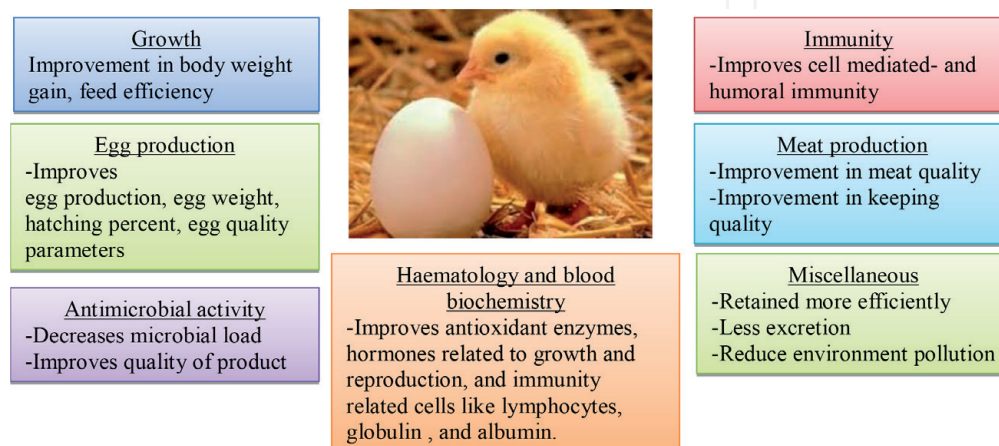 Growth
Improvement in body weight
gain, feed efficiency
Egg production
-Improves
egg production, egg weight,
hatching percent, egg quality
parameters
Antimicrobial activity
-Decreases microbial load
-Improves quality of product
Haematology and blood
biochemistry
-Improves antioxidant enzymes,
hormones related to growth and
reproduction, and immunity
related cells like lymphocytes,
globulin , and albumin.
Immunity
-Improves cell mediated- and
humoral immunity
Meat production
-Improvement in meat quality
-Improvement in keeping
quality
Miscellaneous
-Retained more efficiently
-Less excretion
-Reduce environment pollution